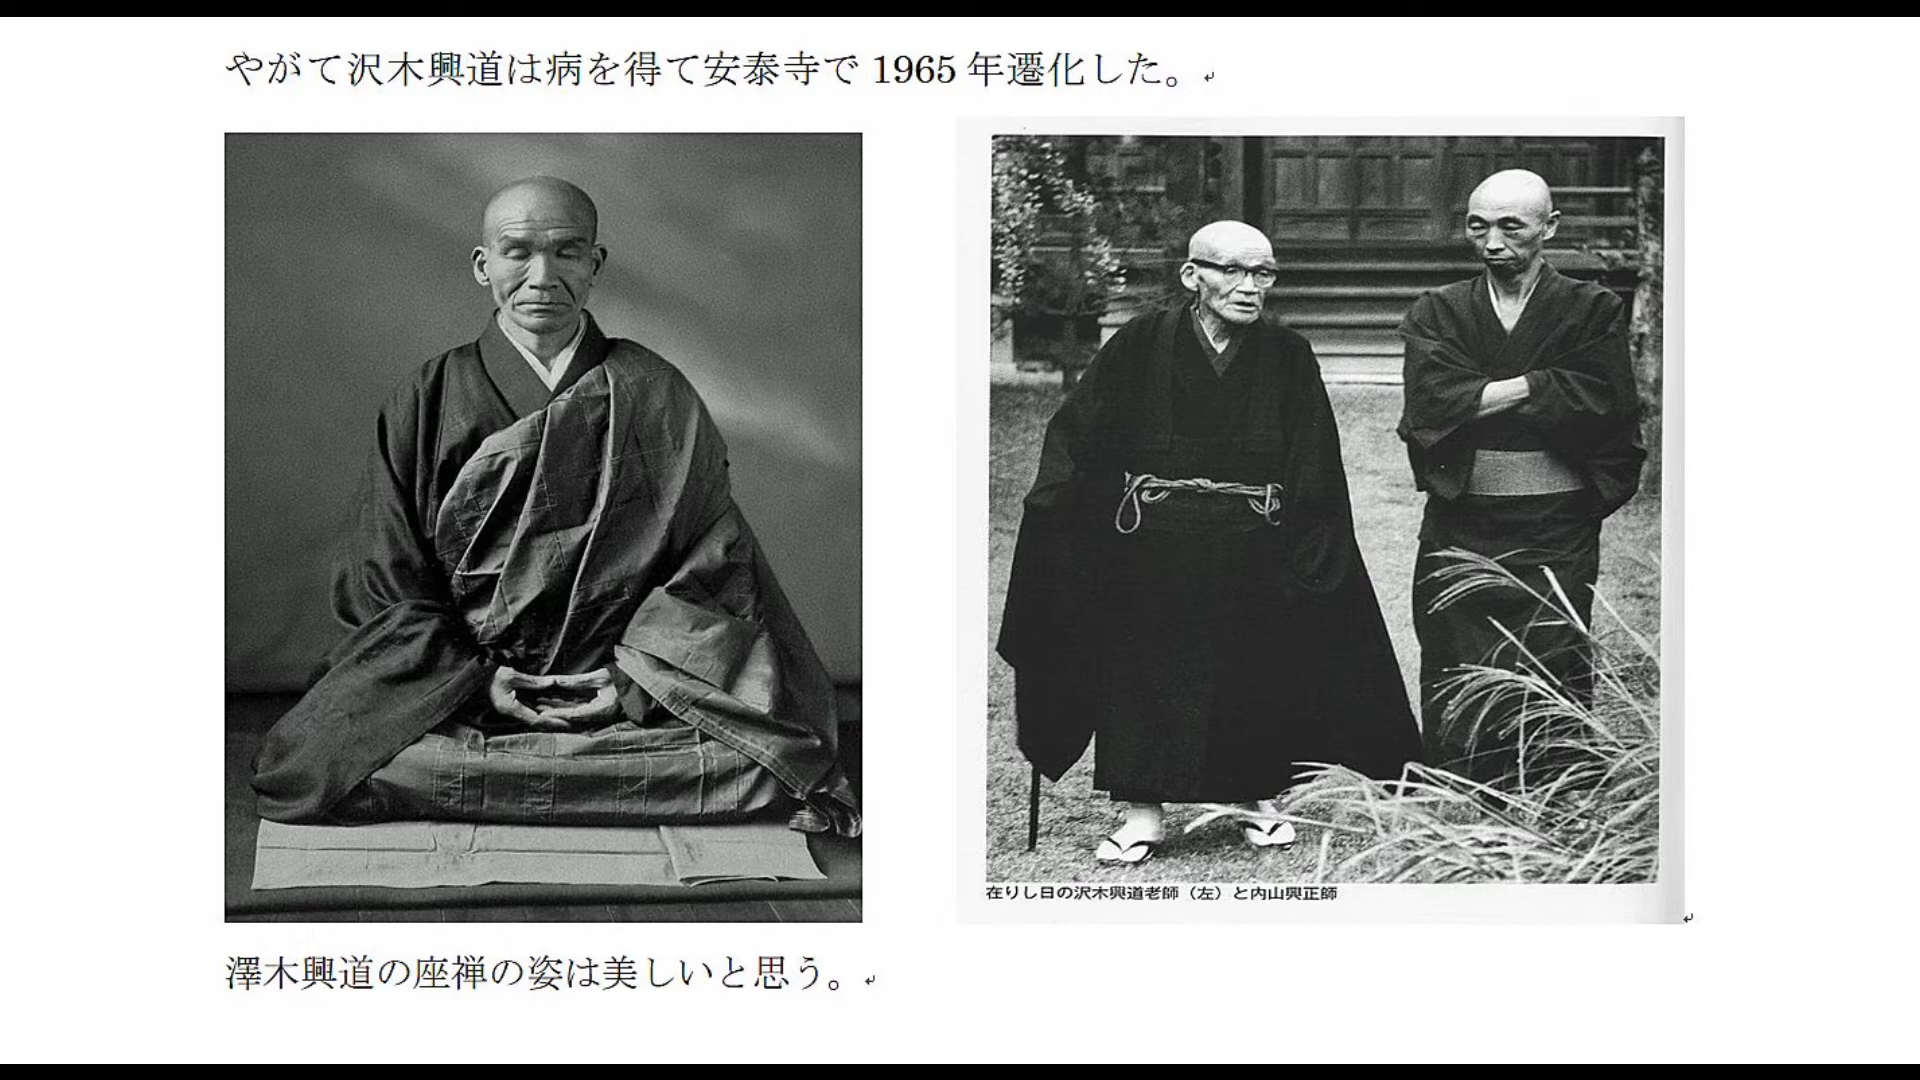 やがて沢木興道は病を得て安泰寺で 1965 年遷化した。
在りし日の沢木興道老師（左）と内山興正師
澤木興道の座禅の姿は美しいと思う。